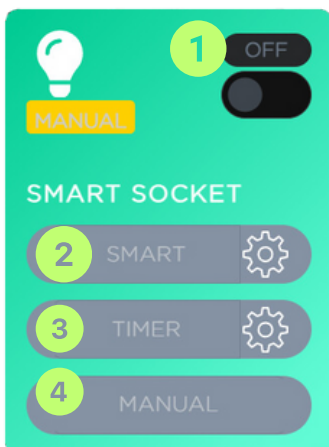 1 OFF
MANUAL
SMART SOCKET
2 SMART
3 TIMER
4 MANUAL